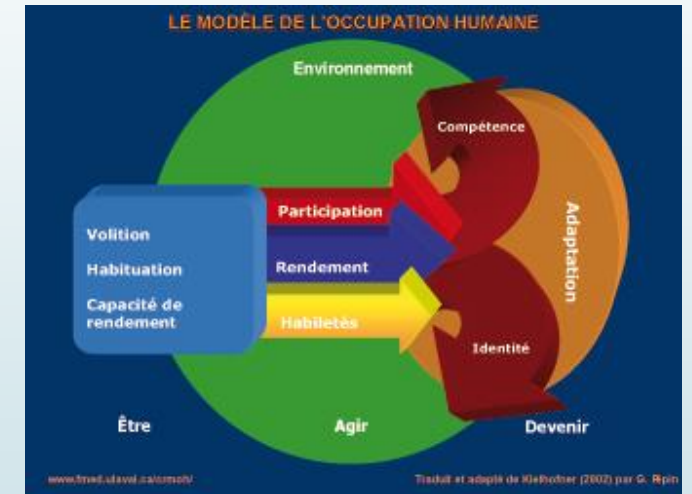 LE MODÈLE DE L'OCCUPATION HUMAINE
Environnement
Compétence
Participation
Volition
Adaptation
Habituation
Rendement
Capacité de
rendement
Habiletés
Identité
Être
Agir
Devenir
www.fmed.ulaval.ca/crmoh/
Traduit et adapté de Kielhofner (2002) par G. Pépin